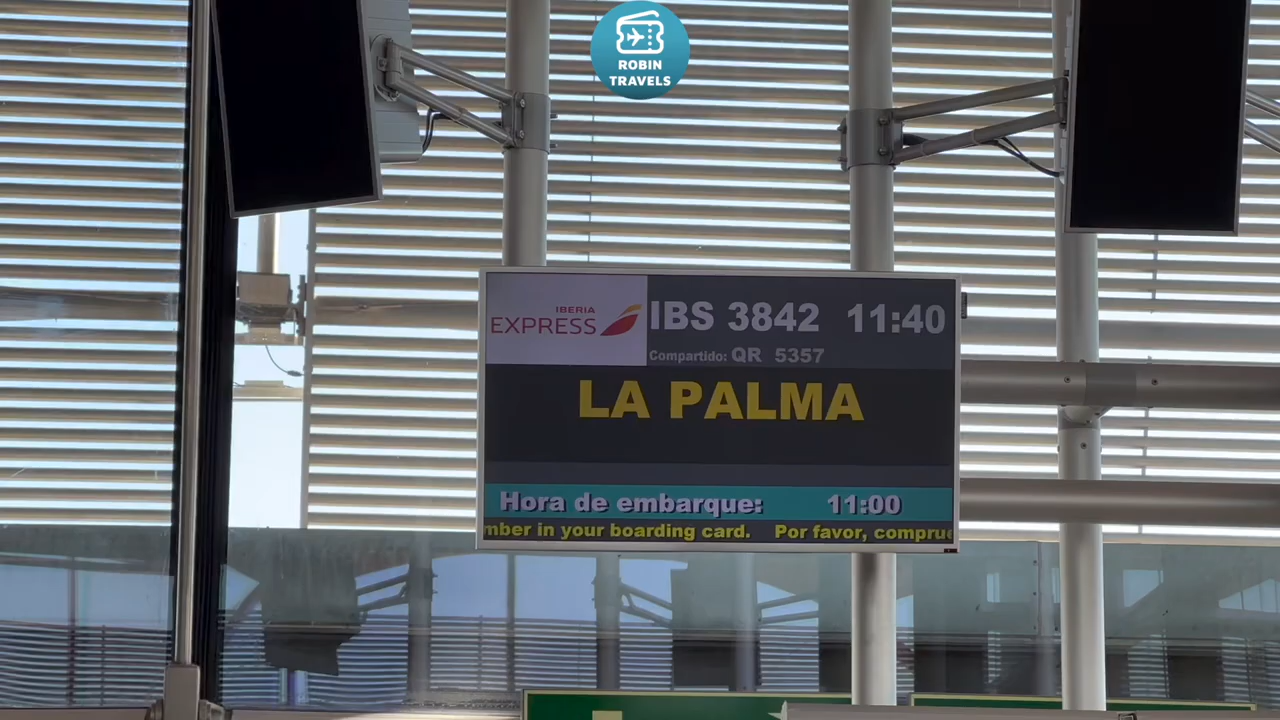 ROBIN
TRAVELS
IBERIA
EXPRESS
IBS 3842 11:40
Compartido: QR 5357
LA PALMA
Hora de embarque: 11:00
mber in your boarding card. Por favor, comprue